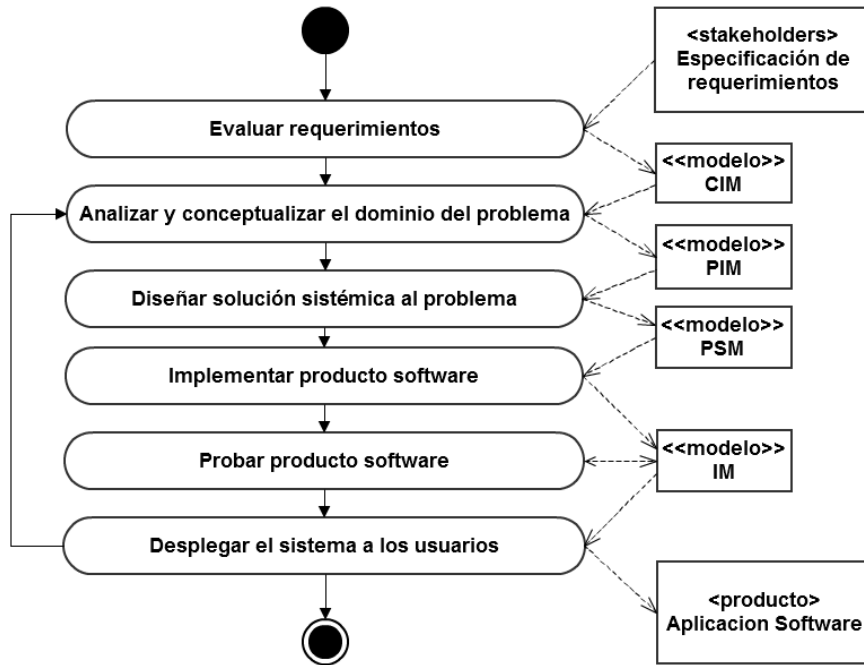 <stakeholders>
Especificación de
requerimientos
Evaluar requerimientos
<<modelo>>
CIM
Analizar y conceptualizar el dominio del problema
<<modelo>>
PIM
Diseñar solución sistémica al problema
<<modelo>>
PSM
Implementar producto software
<<modelo>>
IM
Probar producto software
Desplegar el sistema a los usuarios
<producto>
Aplicacion Software